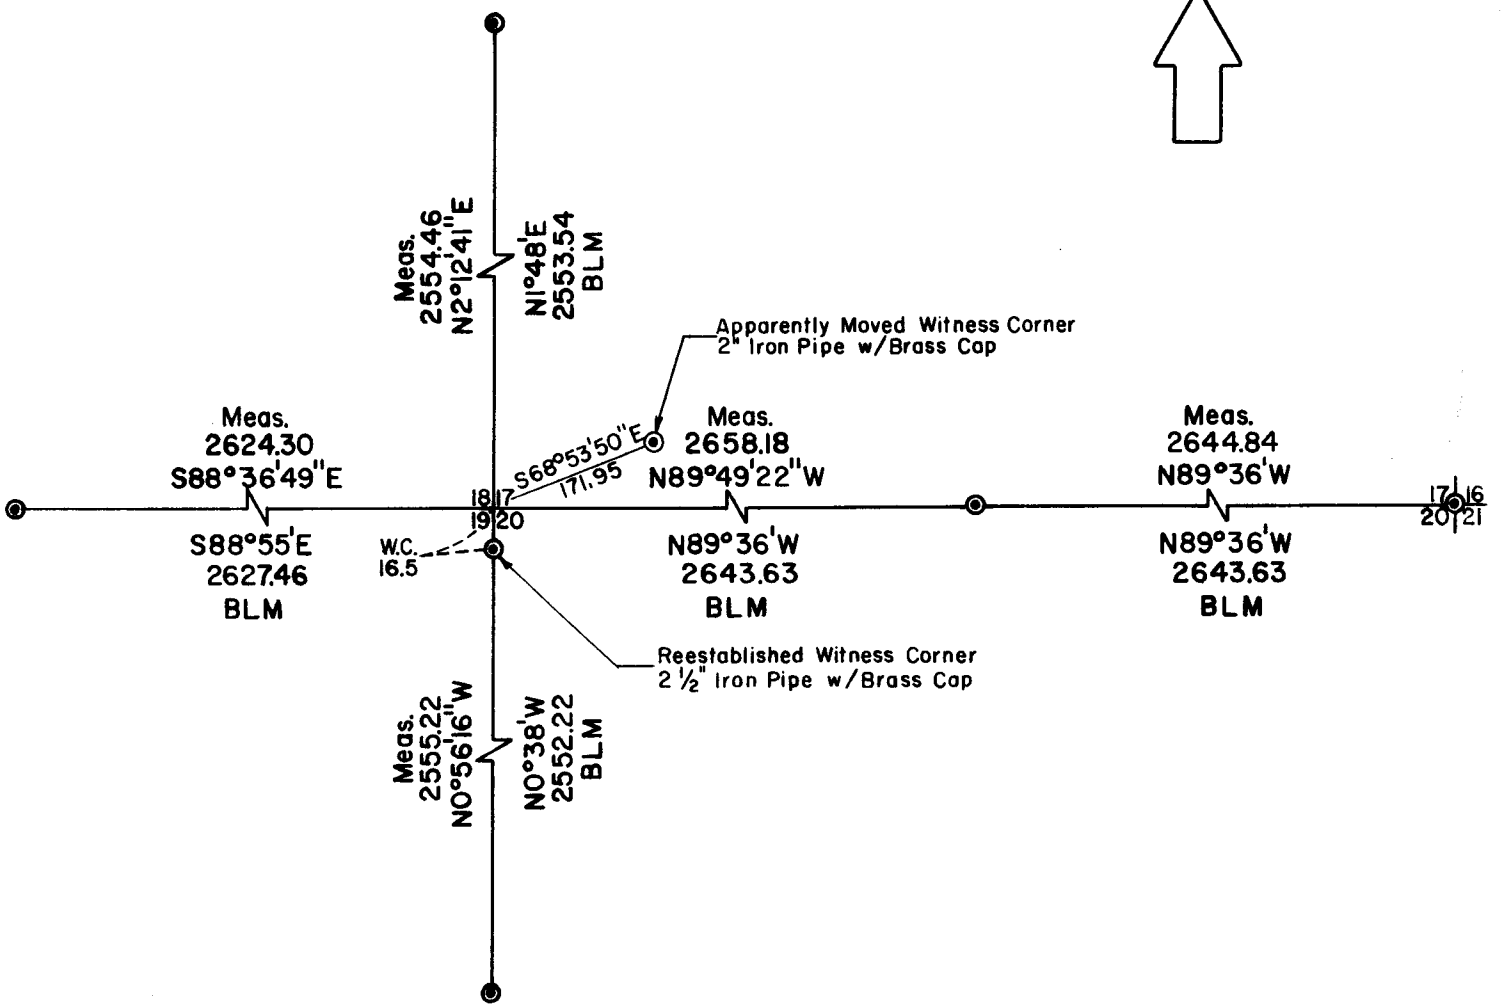 Meas.
2554.46
N2°12'41"E
N1°48'E
2553.54
BLM
Apparently Moved Witness Corner
2" Iron Pipe w/Brass Cap
Meas.
2624.30
S88°36'49"E
S88°55'E
2627.46
BLM
S68°53'50"E
171.95
Meas.
2658.18
N89°49'22"W
N89°36'W
2643.63
BLM
Meas.
2644.84
N89°36'W
N89°36'W
2643.63
BLM
18 17
19 20
17 16
20 21
W.C.
16.5
Reestablished Witness Corner
2 ½" Iron Pipe w/Brass Cap
Meas.
2555.22
N0°56'16"W
N0°38'W
2552.22
BLM